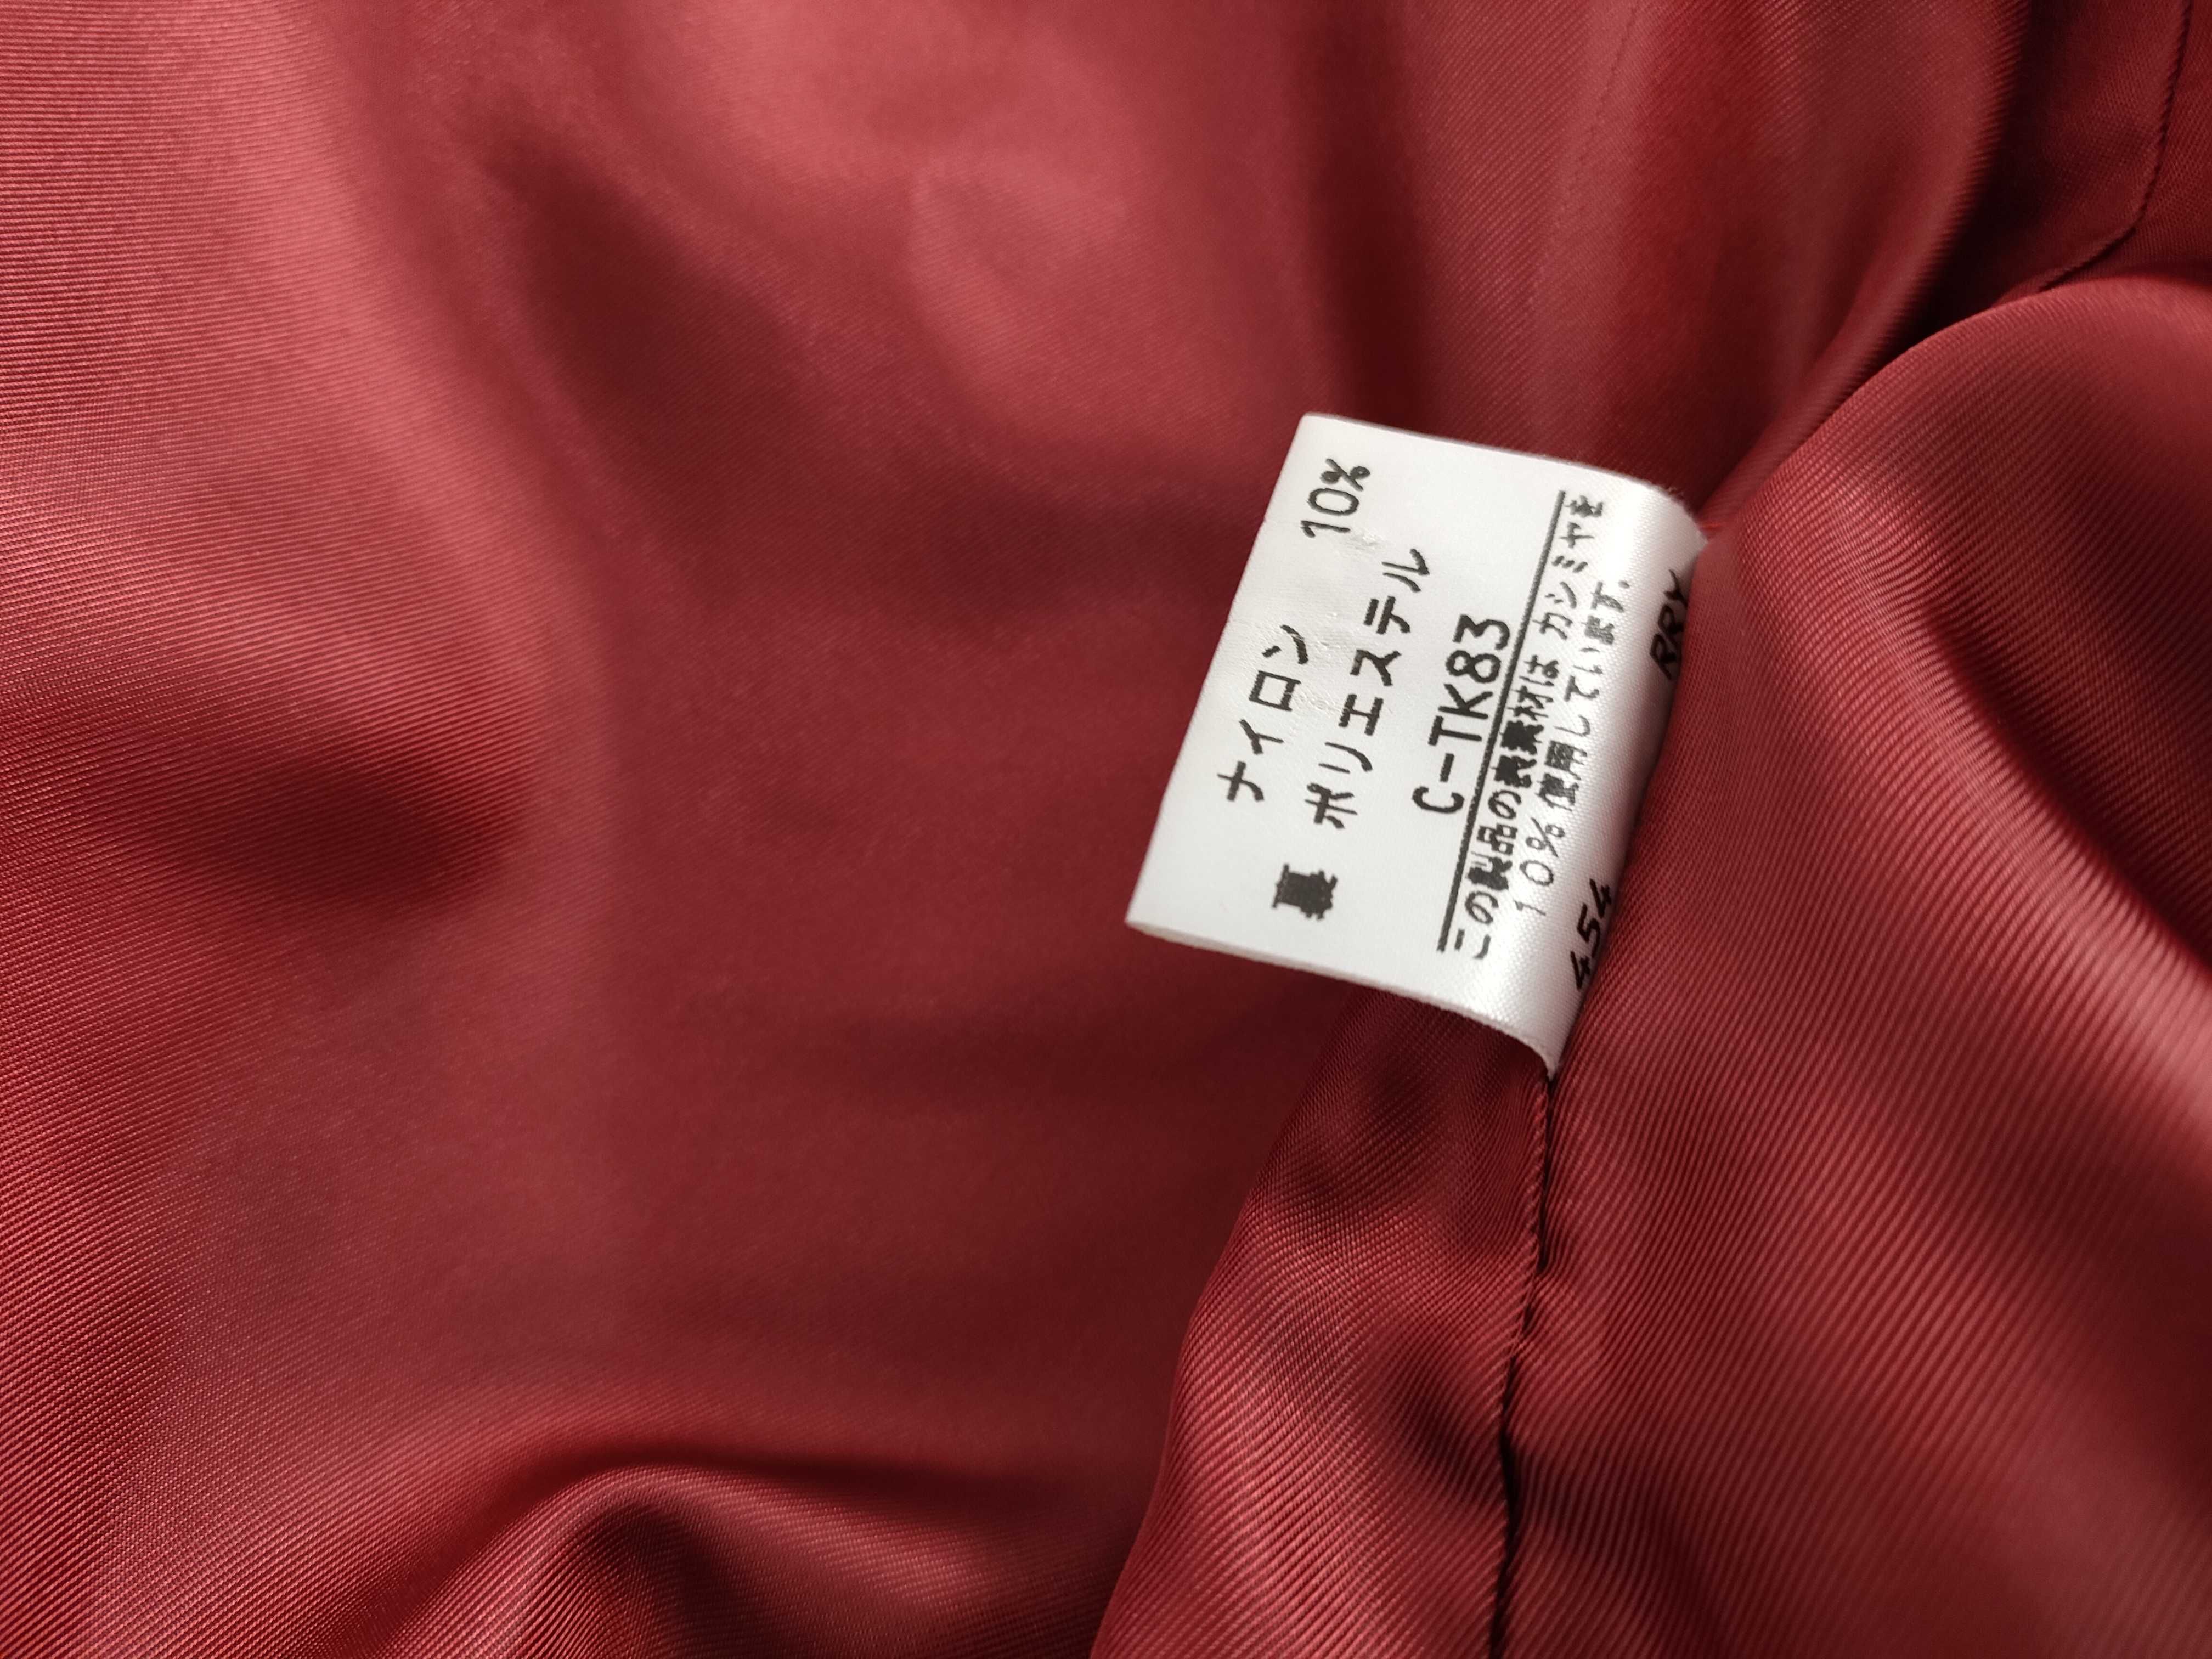 ナイロン 10%
裏 ポリエステル
C-TK83
この製品の表素材は カシミヤを
10%使用しています.
454
RRY